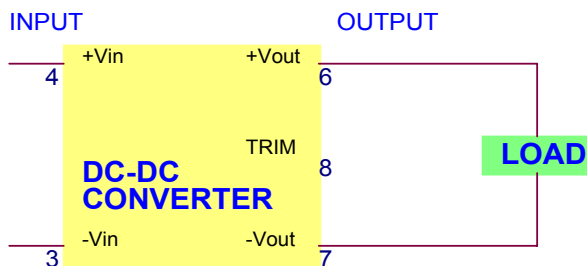 INPUT OUTPUT
+Vin +Vout
4 6
TRIM
8
LOAD
DC-DC
CONVERTER
-Vin -Vout
3 7